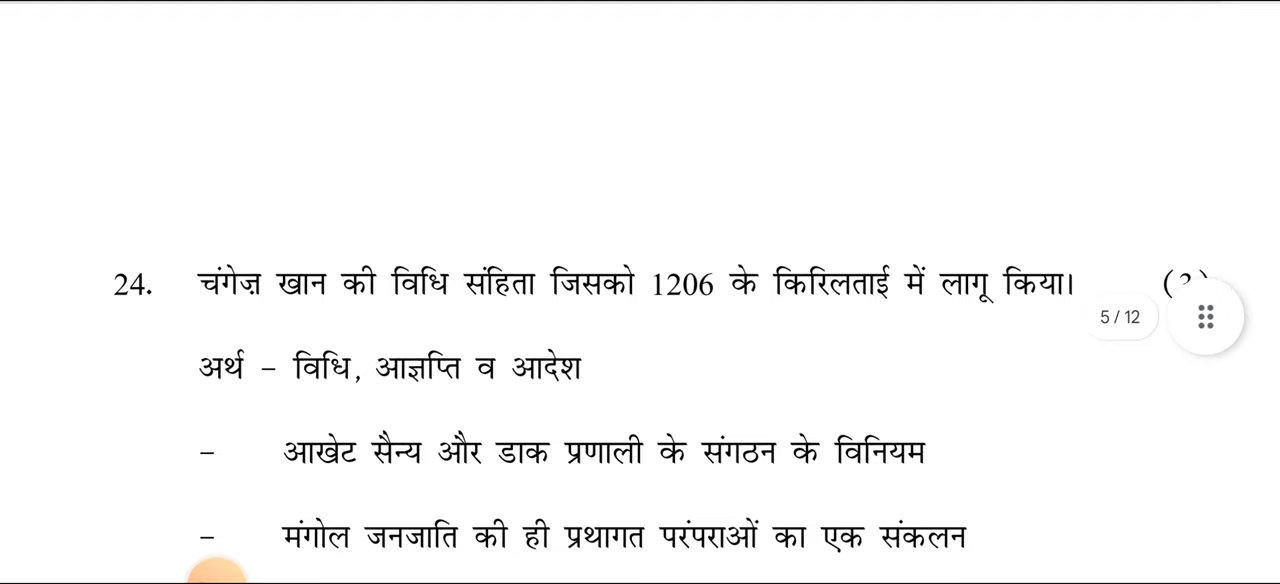 24. चंगेज़ खान की विधि संहिता जिसको 1206 के किरिलताई में लागू किया।
5 / 12
अर्थ – विधि, आज्ञप्ति व आदेश
– आखेट सैन्य और डाक प्रणाली के संगठन के विनियम
– मंगोल जनजाति की ही प्रथागत परंपराओं का एक संकलन